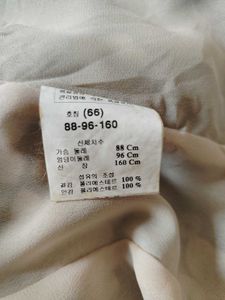 호칭 (66)
88-96-160
신체치수
가슴 둘레 88 Cm
엉덩이둘레 96 Cm
신 장 160 Cm
섬유의 조성
겉감 폴리에스테르 100 %
안감 폴리에스테르 100 %